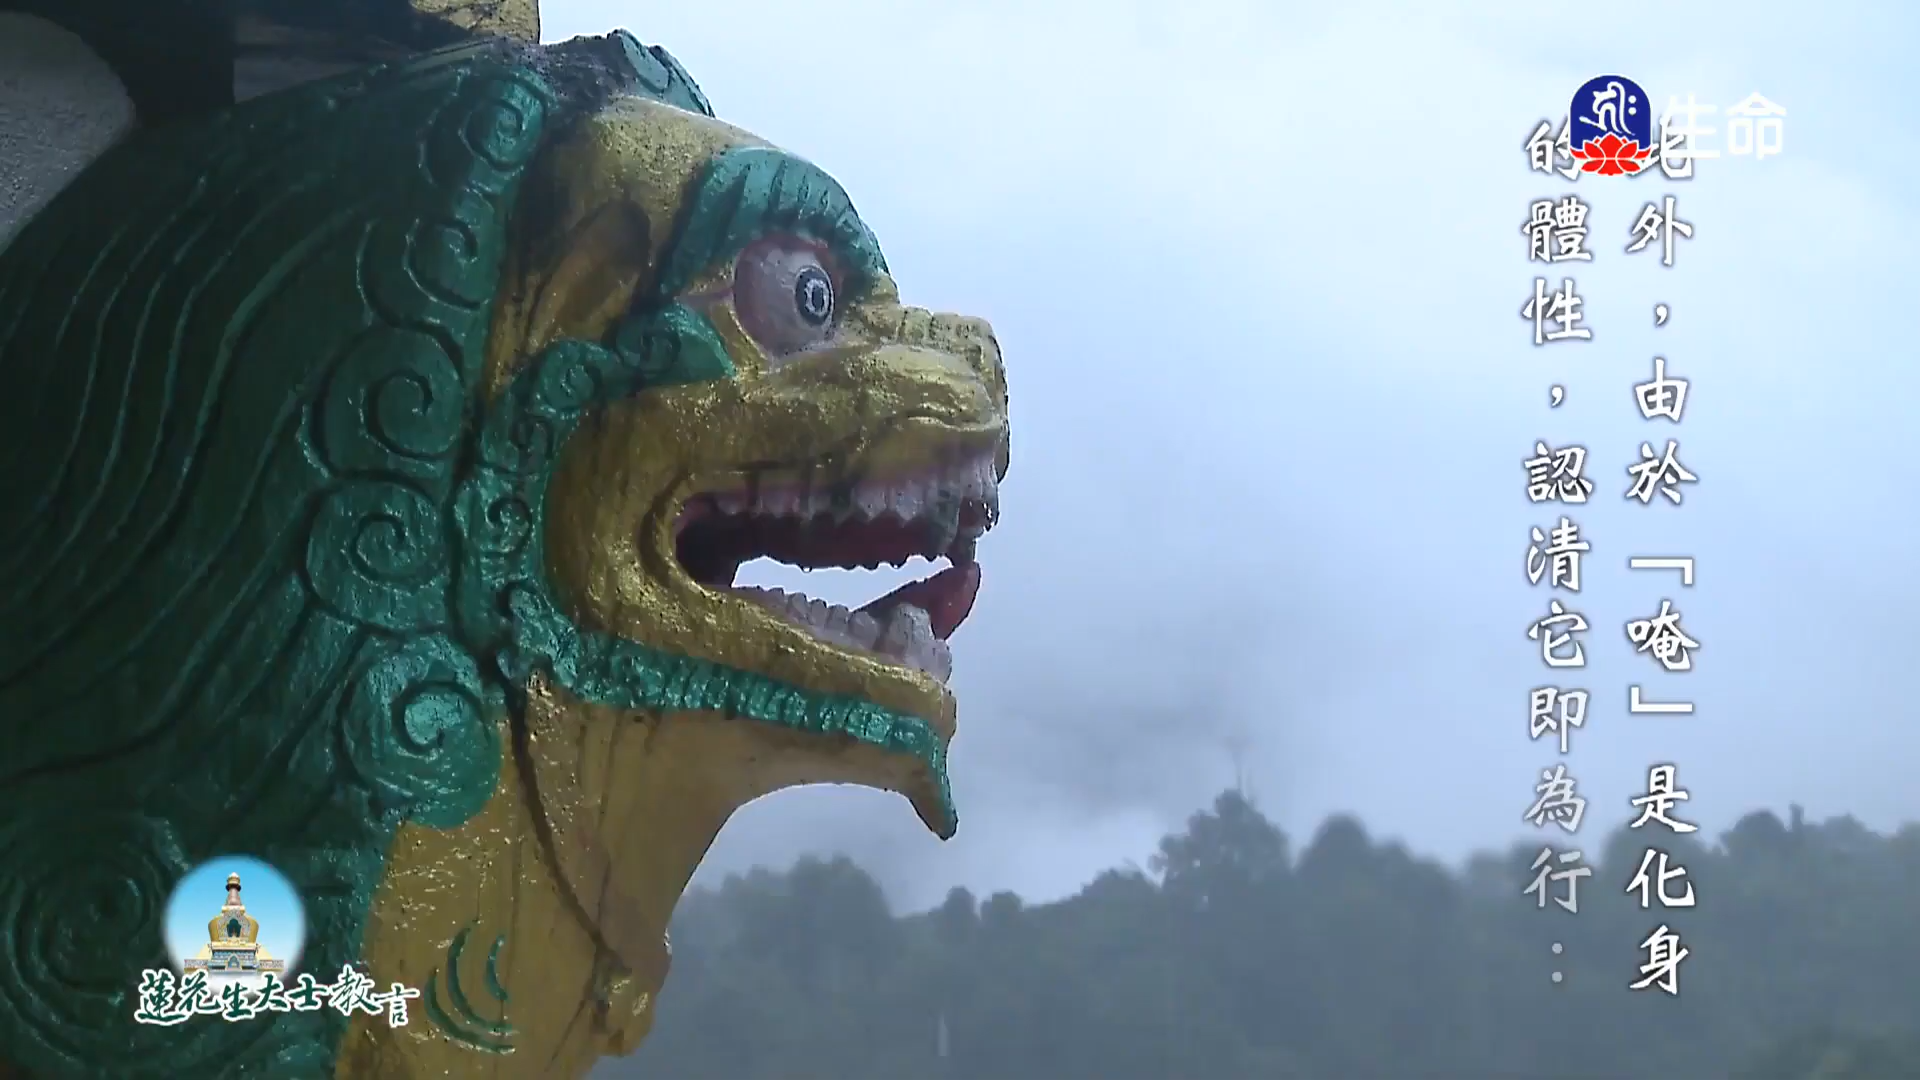 生命
此外，由於「唵」是化身
的體性，認清它即為行：
蓮花生大士教言